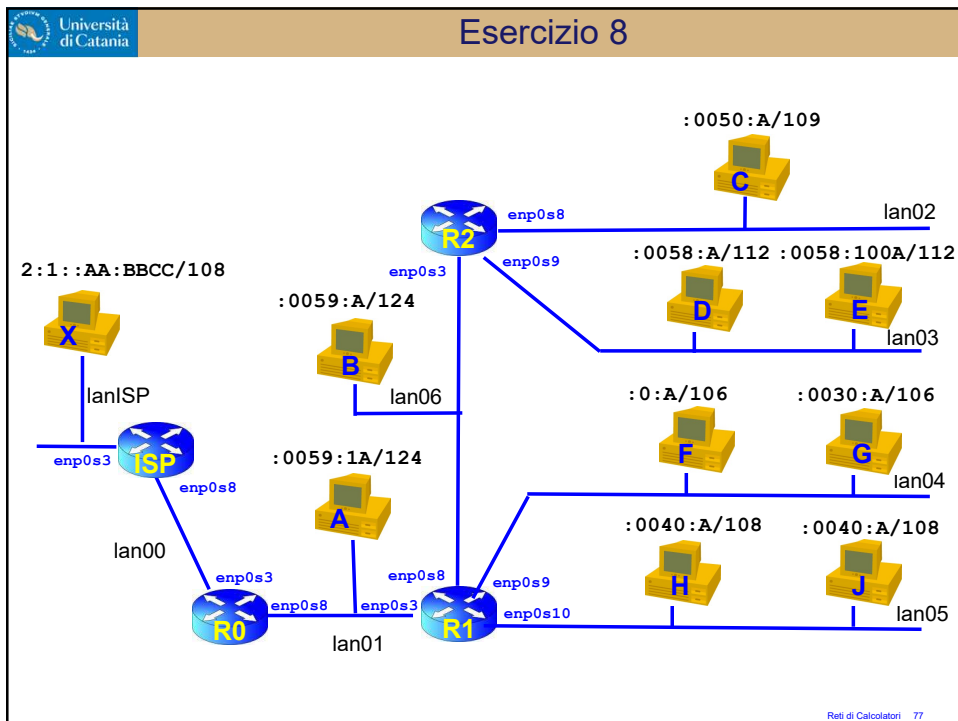 Università
di Catania
Esercizio 8
:0050:A/109
C
lan02
enp0s8
R2
enp0s9
enp0s3
:0058:A/112
:0058:100A/112
D
E
lan03
2:1::AA:BBCC/108
X
:0059:A/124
B
lan06
lanISP
enp0s3
ISP
enp0s8
:0:A/106
:0030:A/106
F
G
lan04
:0059:1A/124
A
:0040:A/108
:0040:A/108
H
J
lan05
lan00
enp0s3
enp0s8
R0
lan01
enp0s8
enp0s3
R1
enp0s9
enp0s10
Reti di Calcolatori 77